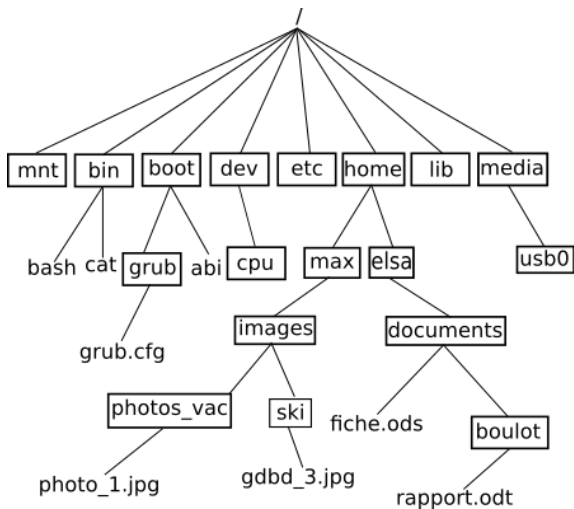 /
mnt bin boot dev etc home lib media
bash cat grub abi cpu max elsa usb0
grub.cfg images documents
photos_vac ski fiche.ods boulot
photo_1.jpg gdbd_3.jpg rapport.odt